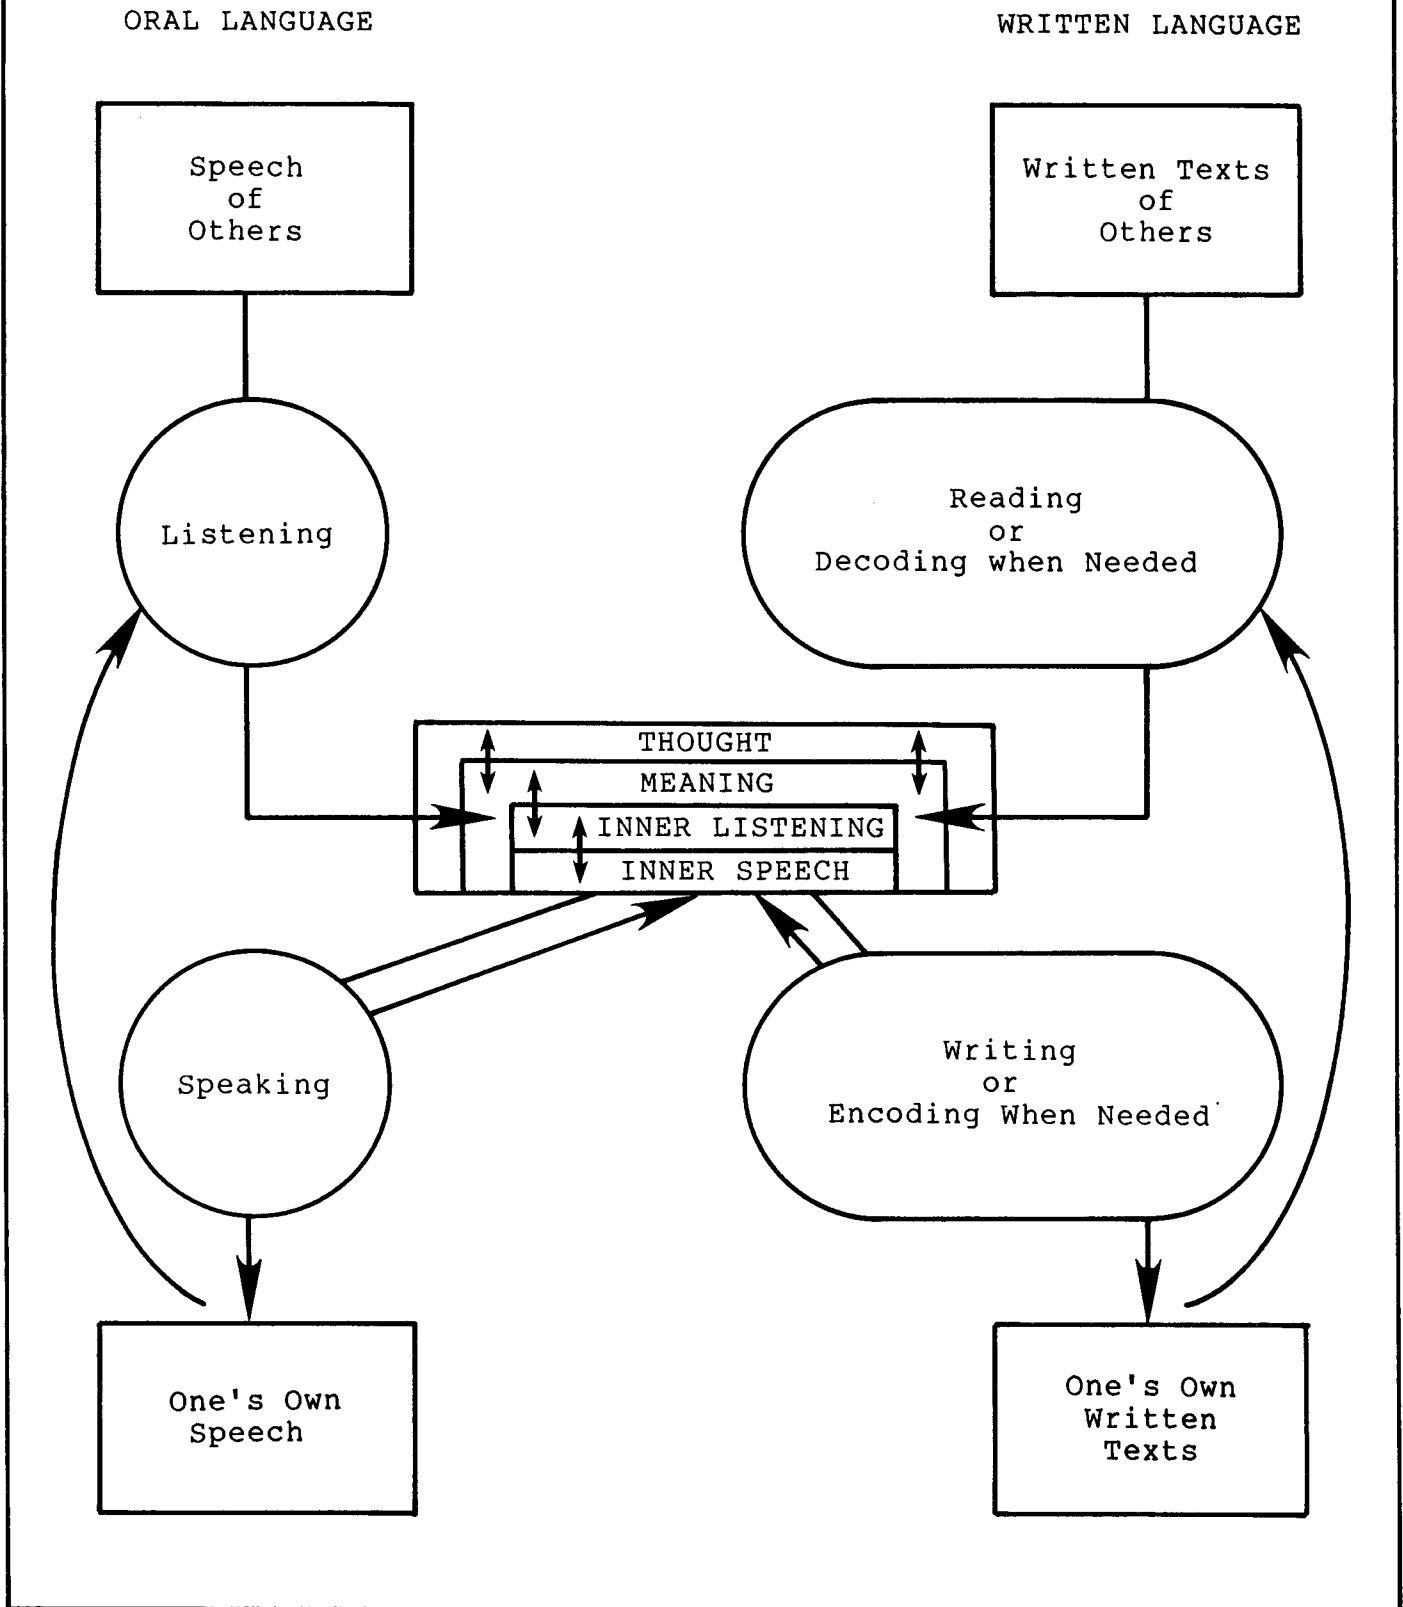 ORAL LANGUAGE
WRITTEN LANGUAGE
Speech
of
Others
Written Texts
of
Others
Listening
Reading
or
Decoding when Needed
THOUGHT
MEANING
INNER LISTENING
INNER SPEECH
Speaking
Writing
or
Encoding When Needed
One's Own
Speech
One's Own
Written
Texts